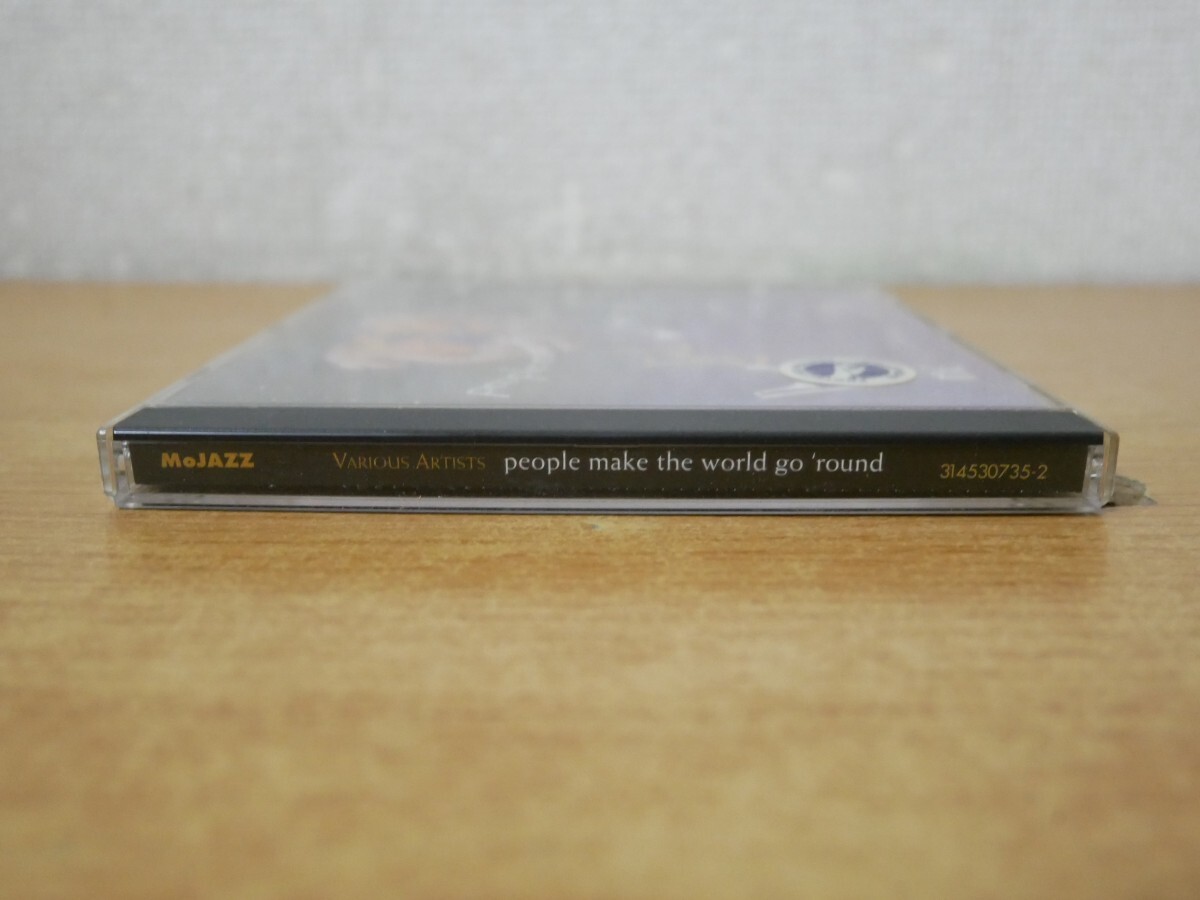 MoJAZZ VARIOUS ARTISTS people make the world go 'round 314530735-2